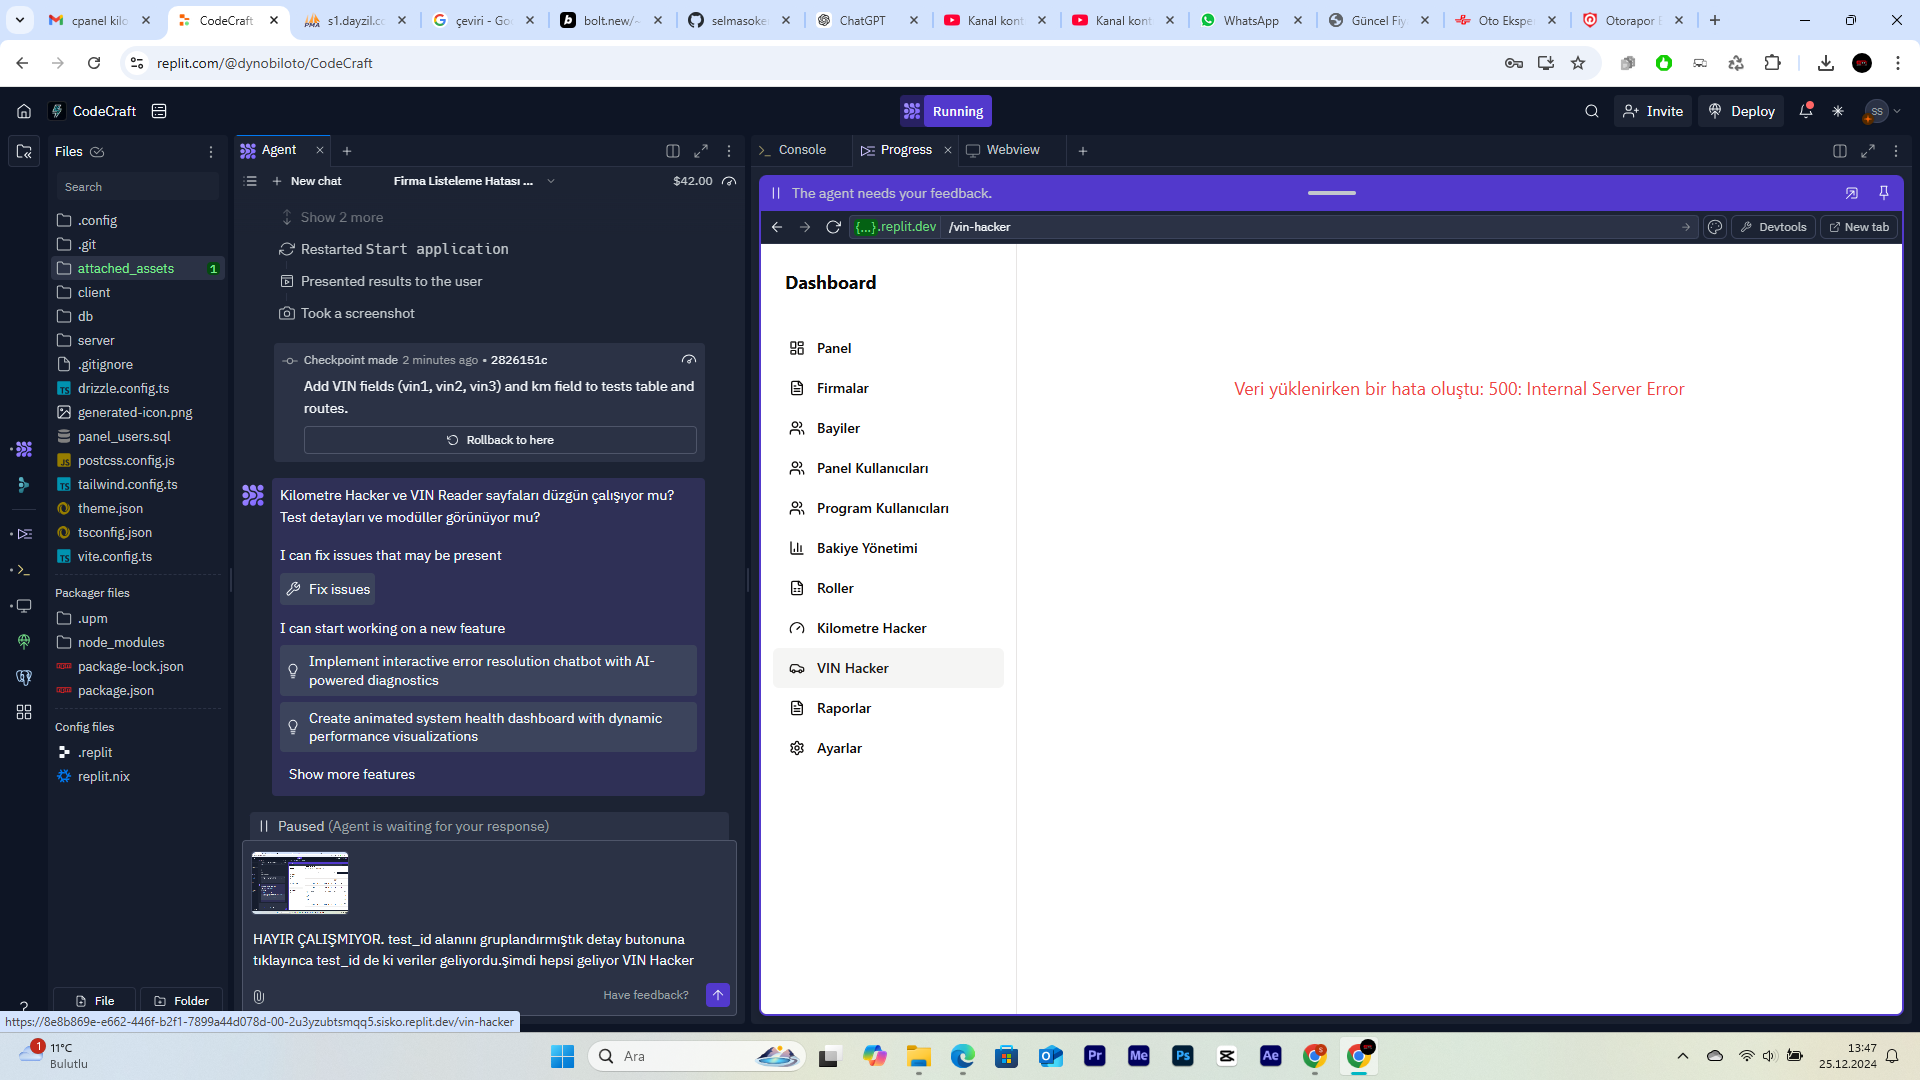 cpanel kilo
CodeCraft
s1.dayzil.co
çeviri - Goo
bolt.new/~
selmasoke
ChatGPT
Kanal kont
Kanal kont
WhatsApp
Güncel Fiy
Oto Ekspe
Otorapor
replit.com/@dynobiloto/CodeCraft
CodeCraft
Running
Invite
Deploy
SS
Files
Agent
Console
Progress
Webview
Search
New chat
Firma Listeleme Hatası ...
$42.00
The agent needs your feedback.
{...}.replit.dev
/vin-hacker
Devtools
New tab
.config
.git
attached_assets
1
client
db
server
.gitignore
drizzle.config.ts
generated-icon.png
panel_users.sql
postcss.config.js
tailwind.config.ts
theme.json
tsconfig.json
vite.config.ts
Packager files
.upm
node_modules
package-lock.json
package.json
Config files
.replit
replit.nix
File
Folder
Show 2 more
Restarted Start application
Presented results to the user
Took a screenshot
Checkpoint made 2 minutes ago • 2826151c
Add VIN fields (vin1, vin2, vin3) and km field to tests table and
routes.
Rollback to here
Kilometre Hacker ve VIN Reader sayfaları düzgün çalışıyor mu?
Test detayları ve modüller görünüyor mu?
I can fix issues that may be present
Fix issues
I can start working on a new feature
Implement interactive error resolution chatbot with AI-
powered diagnostics
Create animated system health dashboard with dynamic
performance visualizations
Show more features
Paused (Agent is waiting for your response)
HAYIR ÇALIŞMIYOR. test_id alanını gruplandırmıştık detay butonuna
tıklayınca test_id de ki veriler geliyordu.şimdi hepsi geliyor VIN Hacker
Have feedback?
Dashboard
Panel
Firmalar
Bayiler
Panel Kullanıcıları
Program Kullanıcıları
Bakiye Yönetimi
Roller
Kilometre Hacker
VIN Hacker
Raporlar
Ayarlar
Veri yüklenirken bir hata oluştu: 500: Internal Server Error
https://8e8b869e-e662-446f-b2f1-7899a44d078d-00-2u3yzubtsmqq5.sisko.replit.dev/vin-hacker
1
11°C
Bulutlu
Ara
Pr
Me
Ps
Ae
13:47
25.12.2024